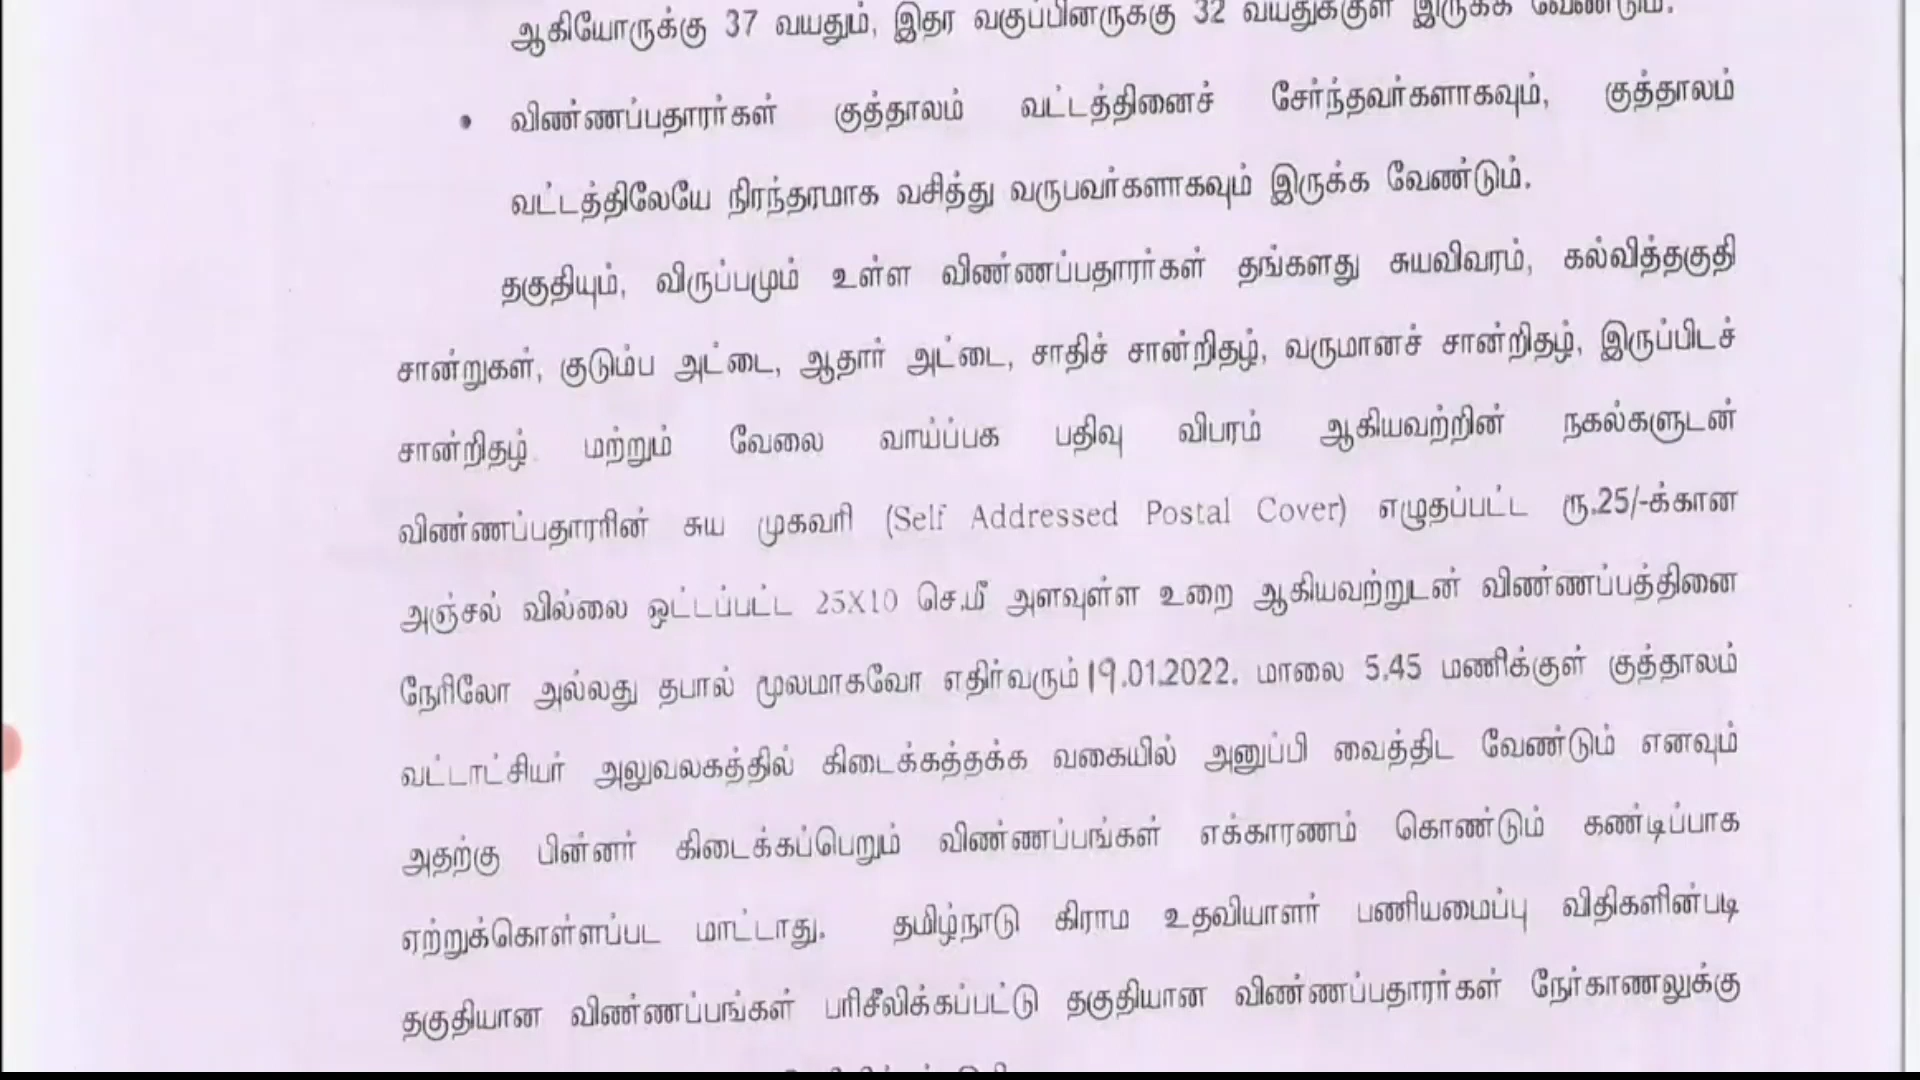 ஆகியோருக்கு 37 வயதும், இதர வகுப்பினருக்கு 32 வயதுக்குள் இருக்க வேண்டும்.
• விண்ணப்பதாரர்கள் குத்தாலம் வட்டத்தினைச் சேர்ந்தவர்களாகவும், குத்தாலம்
வட்டத்திலேயே நிரந்தரமாக வசித்து வருபவர்களாகவும் இருக்க வேண்டும்.
தகுதியும், விருப்பமும் உள்ள விண்ணப்பதாரர்கள் தங்களது சுயவிவரம், கல்வித்தகுதி
சான்றுகள், குடும்ப அட்டை, ஆதார் அட்டை, சாதிச் சான்றிதழ், வருமானச் சான்றிதழ், இருப்பிடச்
சான்றிதழ் மற்றும் வேலை வாய்ப்பக பதிவு விபரம் ஆகியவற்றின் நகல்களுடன்
விண்ணப்பதாரரின் சுய முகவரி (Self Addressed Postal Cover) எழுதப்பட்ட ரூ.25/-க்கான
அஞ்சல் வில்லை ஒட்டப்பட்ட 25X10 செ.மீ அளவுள்ள உறை ஆகியவற்றுடன் விண்ணப்பத்தினை
நேரிலோ அல்லது தபால் மூலமாகவோ எதிர்வரும் 19.01.2022. மாலை 5.45 மணிக்குள் குத்தாலம்
வட்டாட்சியர் அலுவலகத்தில் கிடைக்கத்தக்க வகையில் அனுப்பி வைத்திட வேண்டும் எனவும்
அதற்கு பின்னர் கிடைக்கப்பெறும் விண்ணப்பங்கள் எக்காரணம் கொண்டும் கண்டிப்பாக
ஏற்றுக்கொள்ளப்பட மாட்டாது. தமிழ்நாடு கிராம உதவியாளர் பணியமைப்பு விதிகளின்படி
தகுதியான விண்ணப்பங்கள் பரிசீலிக்கப்பட்டு தகுதியான விண்ணப்பதாரர்கள் நேர்காணலுக்கு